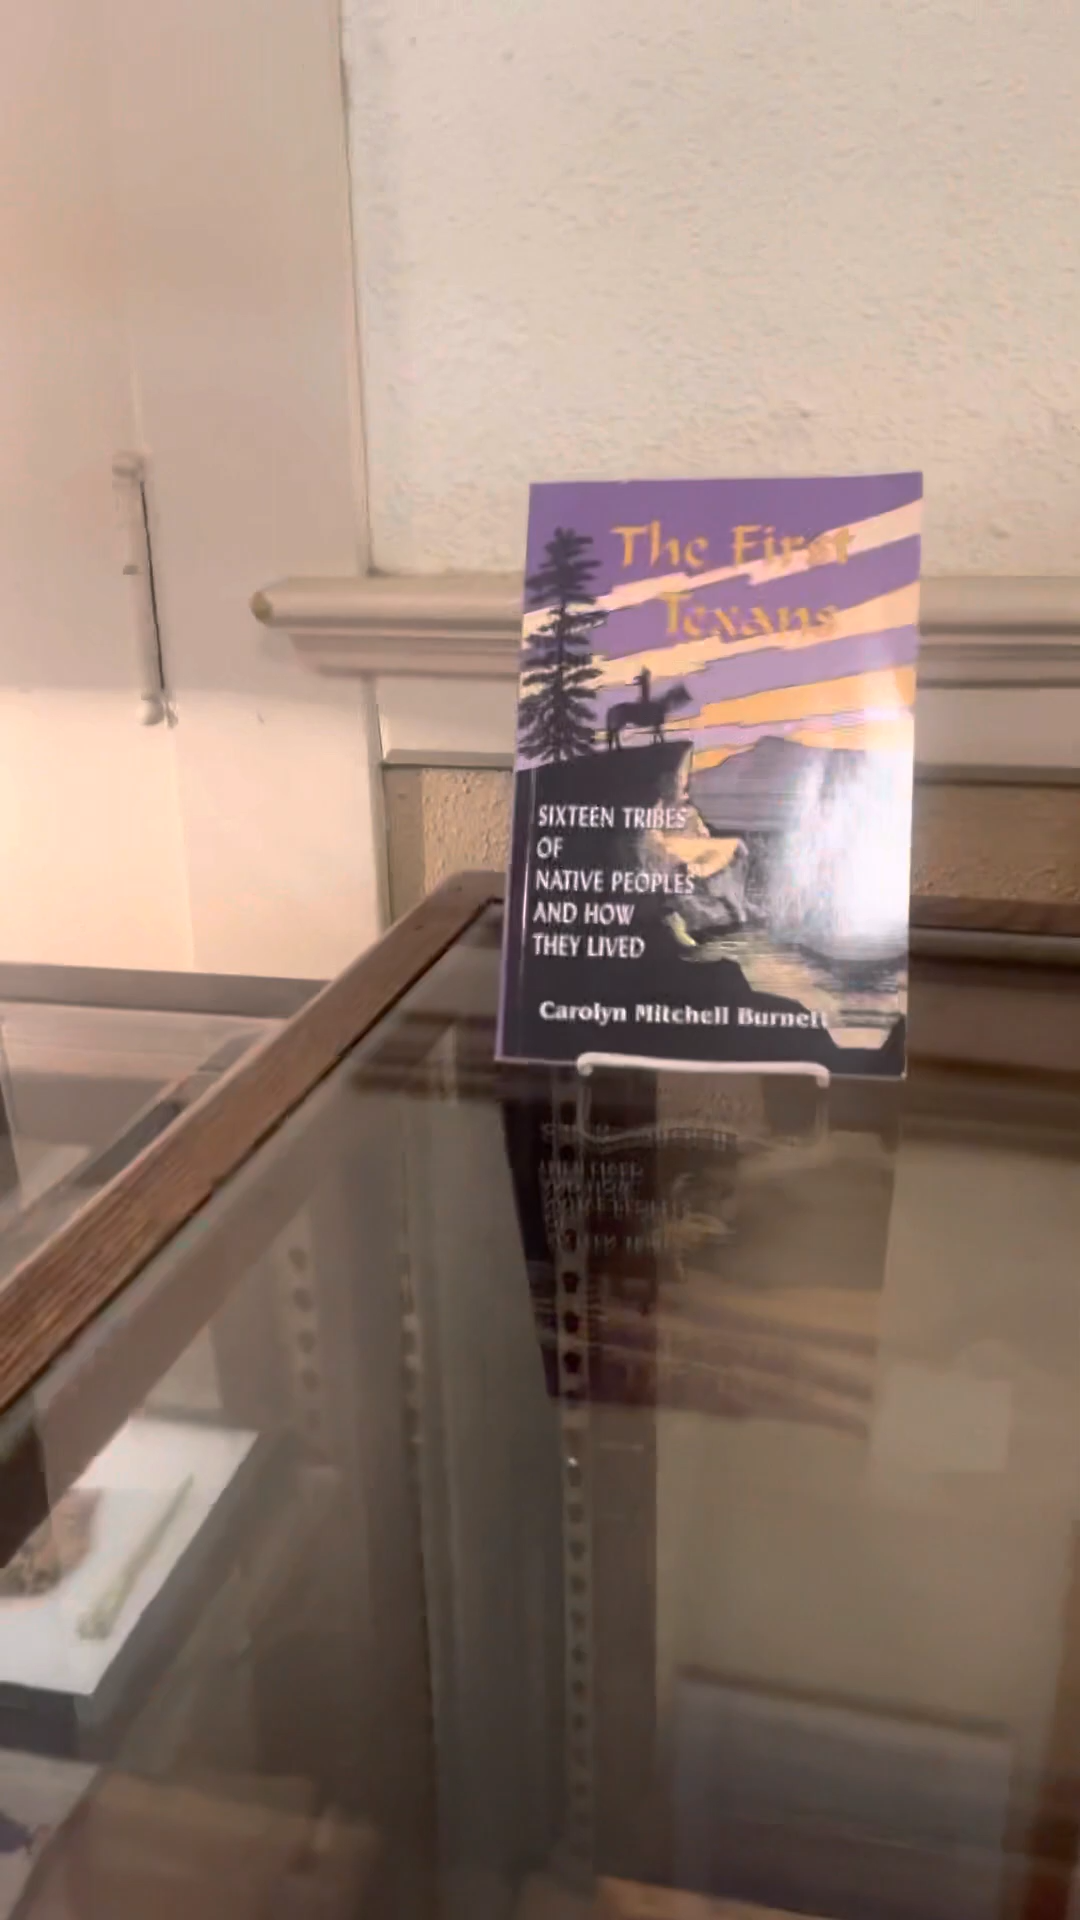 The First
Texans
SIXTEEN TRIBES
OF
NATIVE PEOPLES
AND HOW
THEY LIVED
Carolyn Mitchell Burnett